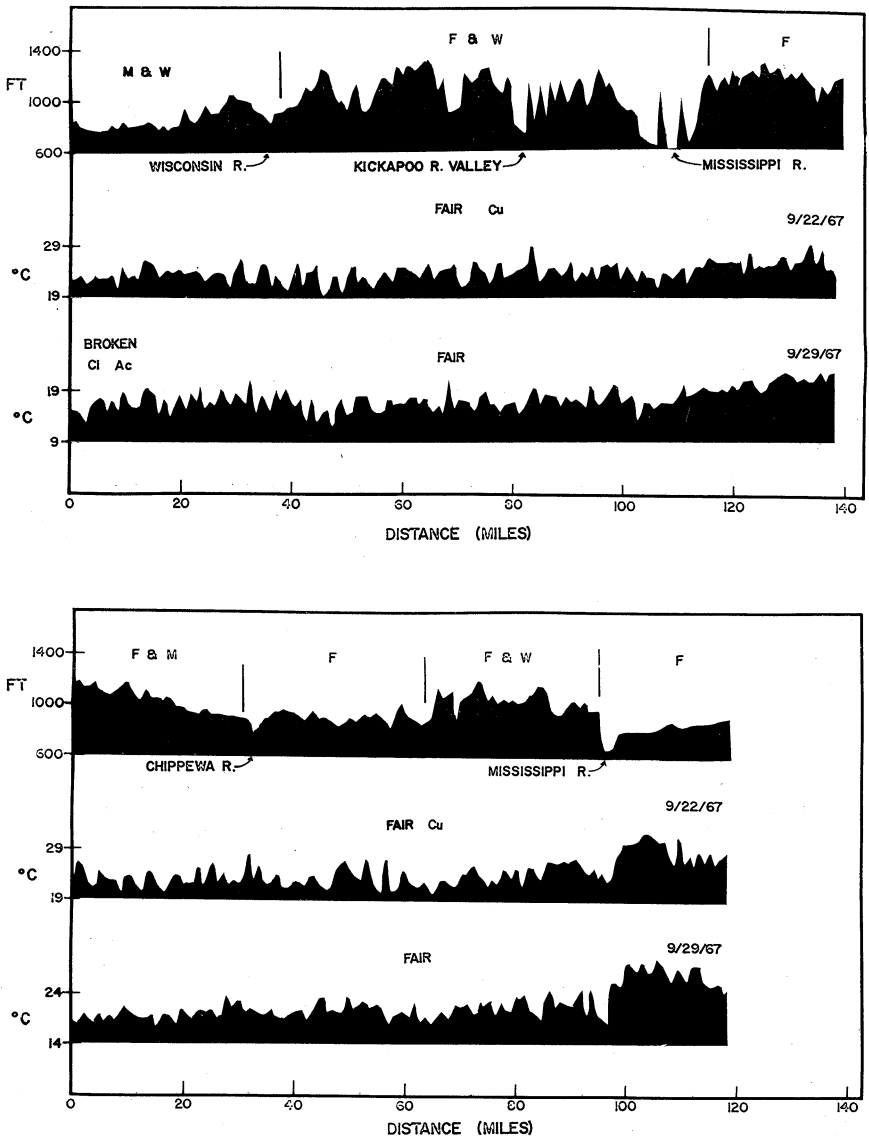 F & W
F
1400
M & W
FT
1000
600
WISCONSIN R.
KICKAPOO R. VALLEY
MISSISSIPPI R.
FAIR Cu
9/22/67
29
°C
19
BROKEN
CI Ac
FAIR
9/29/67
19
°C
9
0 20 40 60 80 100 120 140
DISTANCE (MILES)
1400
F & M
F
F & W
F
FT
1000
600
CHIPPEWA R.
MISSISSIPPI R.
9/22/67
FAIR Cu
29
°C
19
9/29/67
FAIR
24
°C
14
0 20 40 60 80 100 120 140
DISTANCE (MILES)